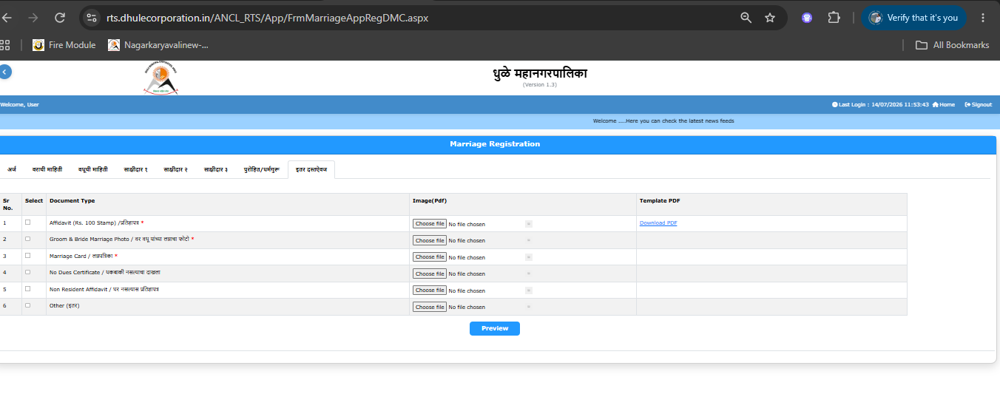 rts.dhulecorporation.in/ANCL_RTS/App/FrmMarriageAppRegDMC.aspx
Verify that it's you
Fire Module
Nagarkaryavalinew-...
All Bookmarks
धुळे महानगरपालिका
(Version 1.3)
Welcome, User
Last Login : 14/07/2026 11:53:43 Home Signout
Welcome ....Here you can check the latest news feeds
Marriage Registration
अर्ज वराची माहिती वधूची माहिती साक्षीदार १ साक्षीदार २ साक्षीदार ३ पुरोहित/धर्मगुरू इतर दस्तऐवज
Sr No. Select Document Type Image(Pdf) Template PDF
1 Affidavit (Rs. 100 Stamp) /प्रतिज्ञापत्र * Choose file No file chosen Download PDF
2 Groom & Bride Marriage Photo / वर वधू यांच्या लग्नाचा फोटो * Choose file No file chosen
3 Marriage Card / लग्नपत्रिका * Choose file No file chosen
4 No Dues Certificate / थकबाकी नसल्याचा दाखला Choose file No file chosen
5 Non Resident Affidavit / घर नसल्यास प्रतिज्ञापत्र Choose file No file chosen
6 Other (इतर) Choose file No file chosen
Preview